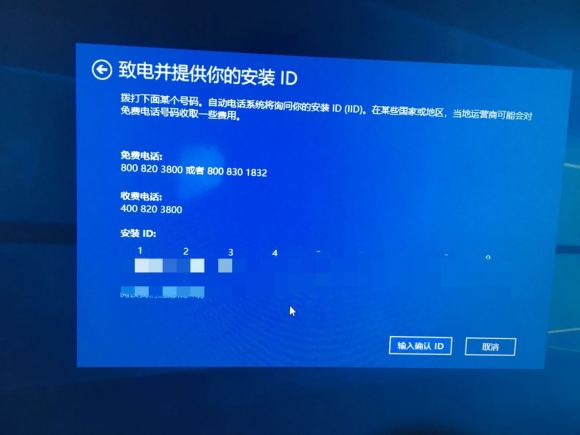 致电并提供你的安装 ID
拨打下面某个号码。自动电话系统将询问你的安装 ID (IID)。在某些国家或地区，当地运营商可能会对
免费电话号码收取一些费用。
免费电话:
800 820 3800 或者 800 830 1832
收费电话:
400 820 3800
安装 ID:
1 2 3 4
输入确认 ID 取消